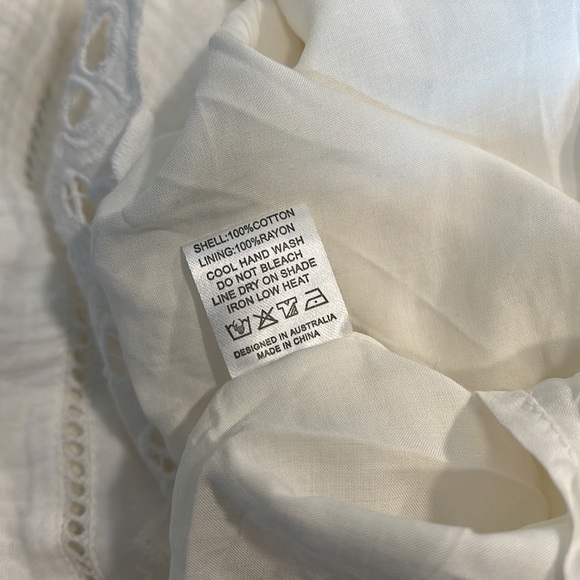 SHELL:100%COTTON
LINING:100%RAYON
COOL HAND WASH
DO NOT BLEACH
LINE DRY ON SHADE
IRON LOW HEAT
DESIGNED IN AUSTRALIA
MADE IN CHINA